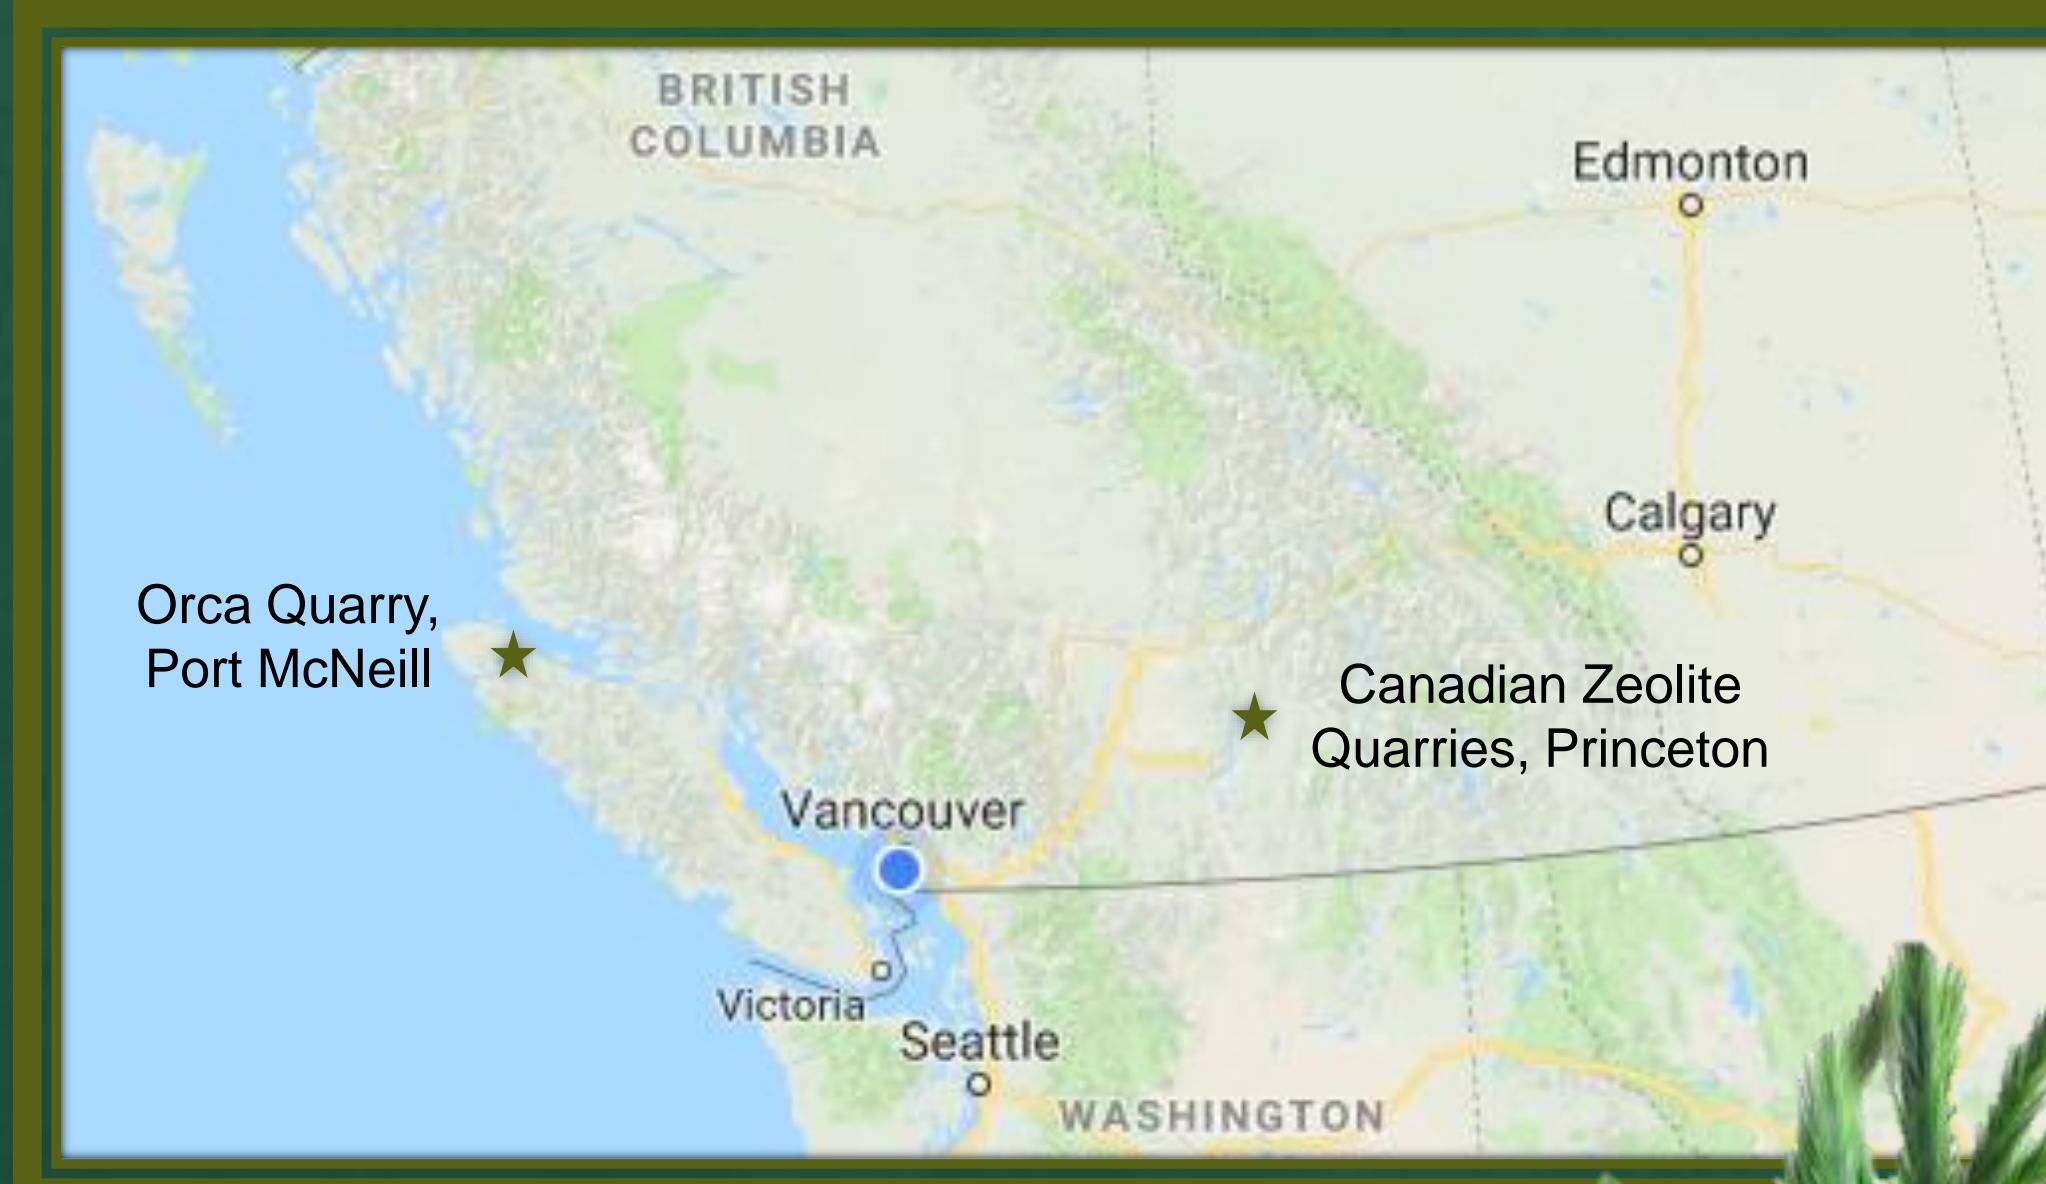 BRITISH
COLUMBIA
Edmonton
Calgary
Orca Quarry,
Port McNeill
Canadian Zeolite
Quarries, Princeton
Vancouver
Victoria
Seattle
WASHINGTON